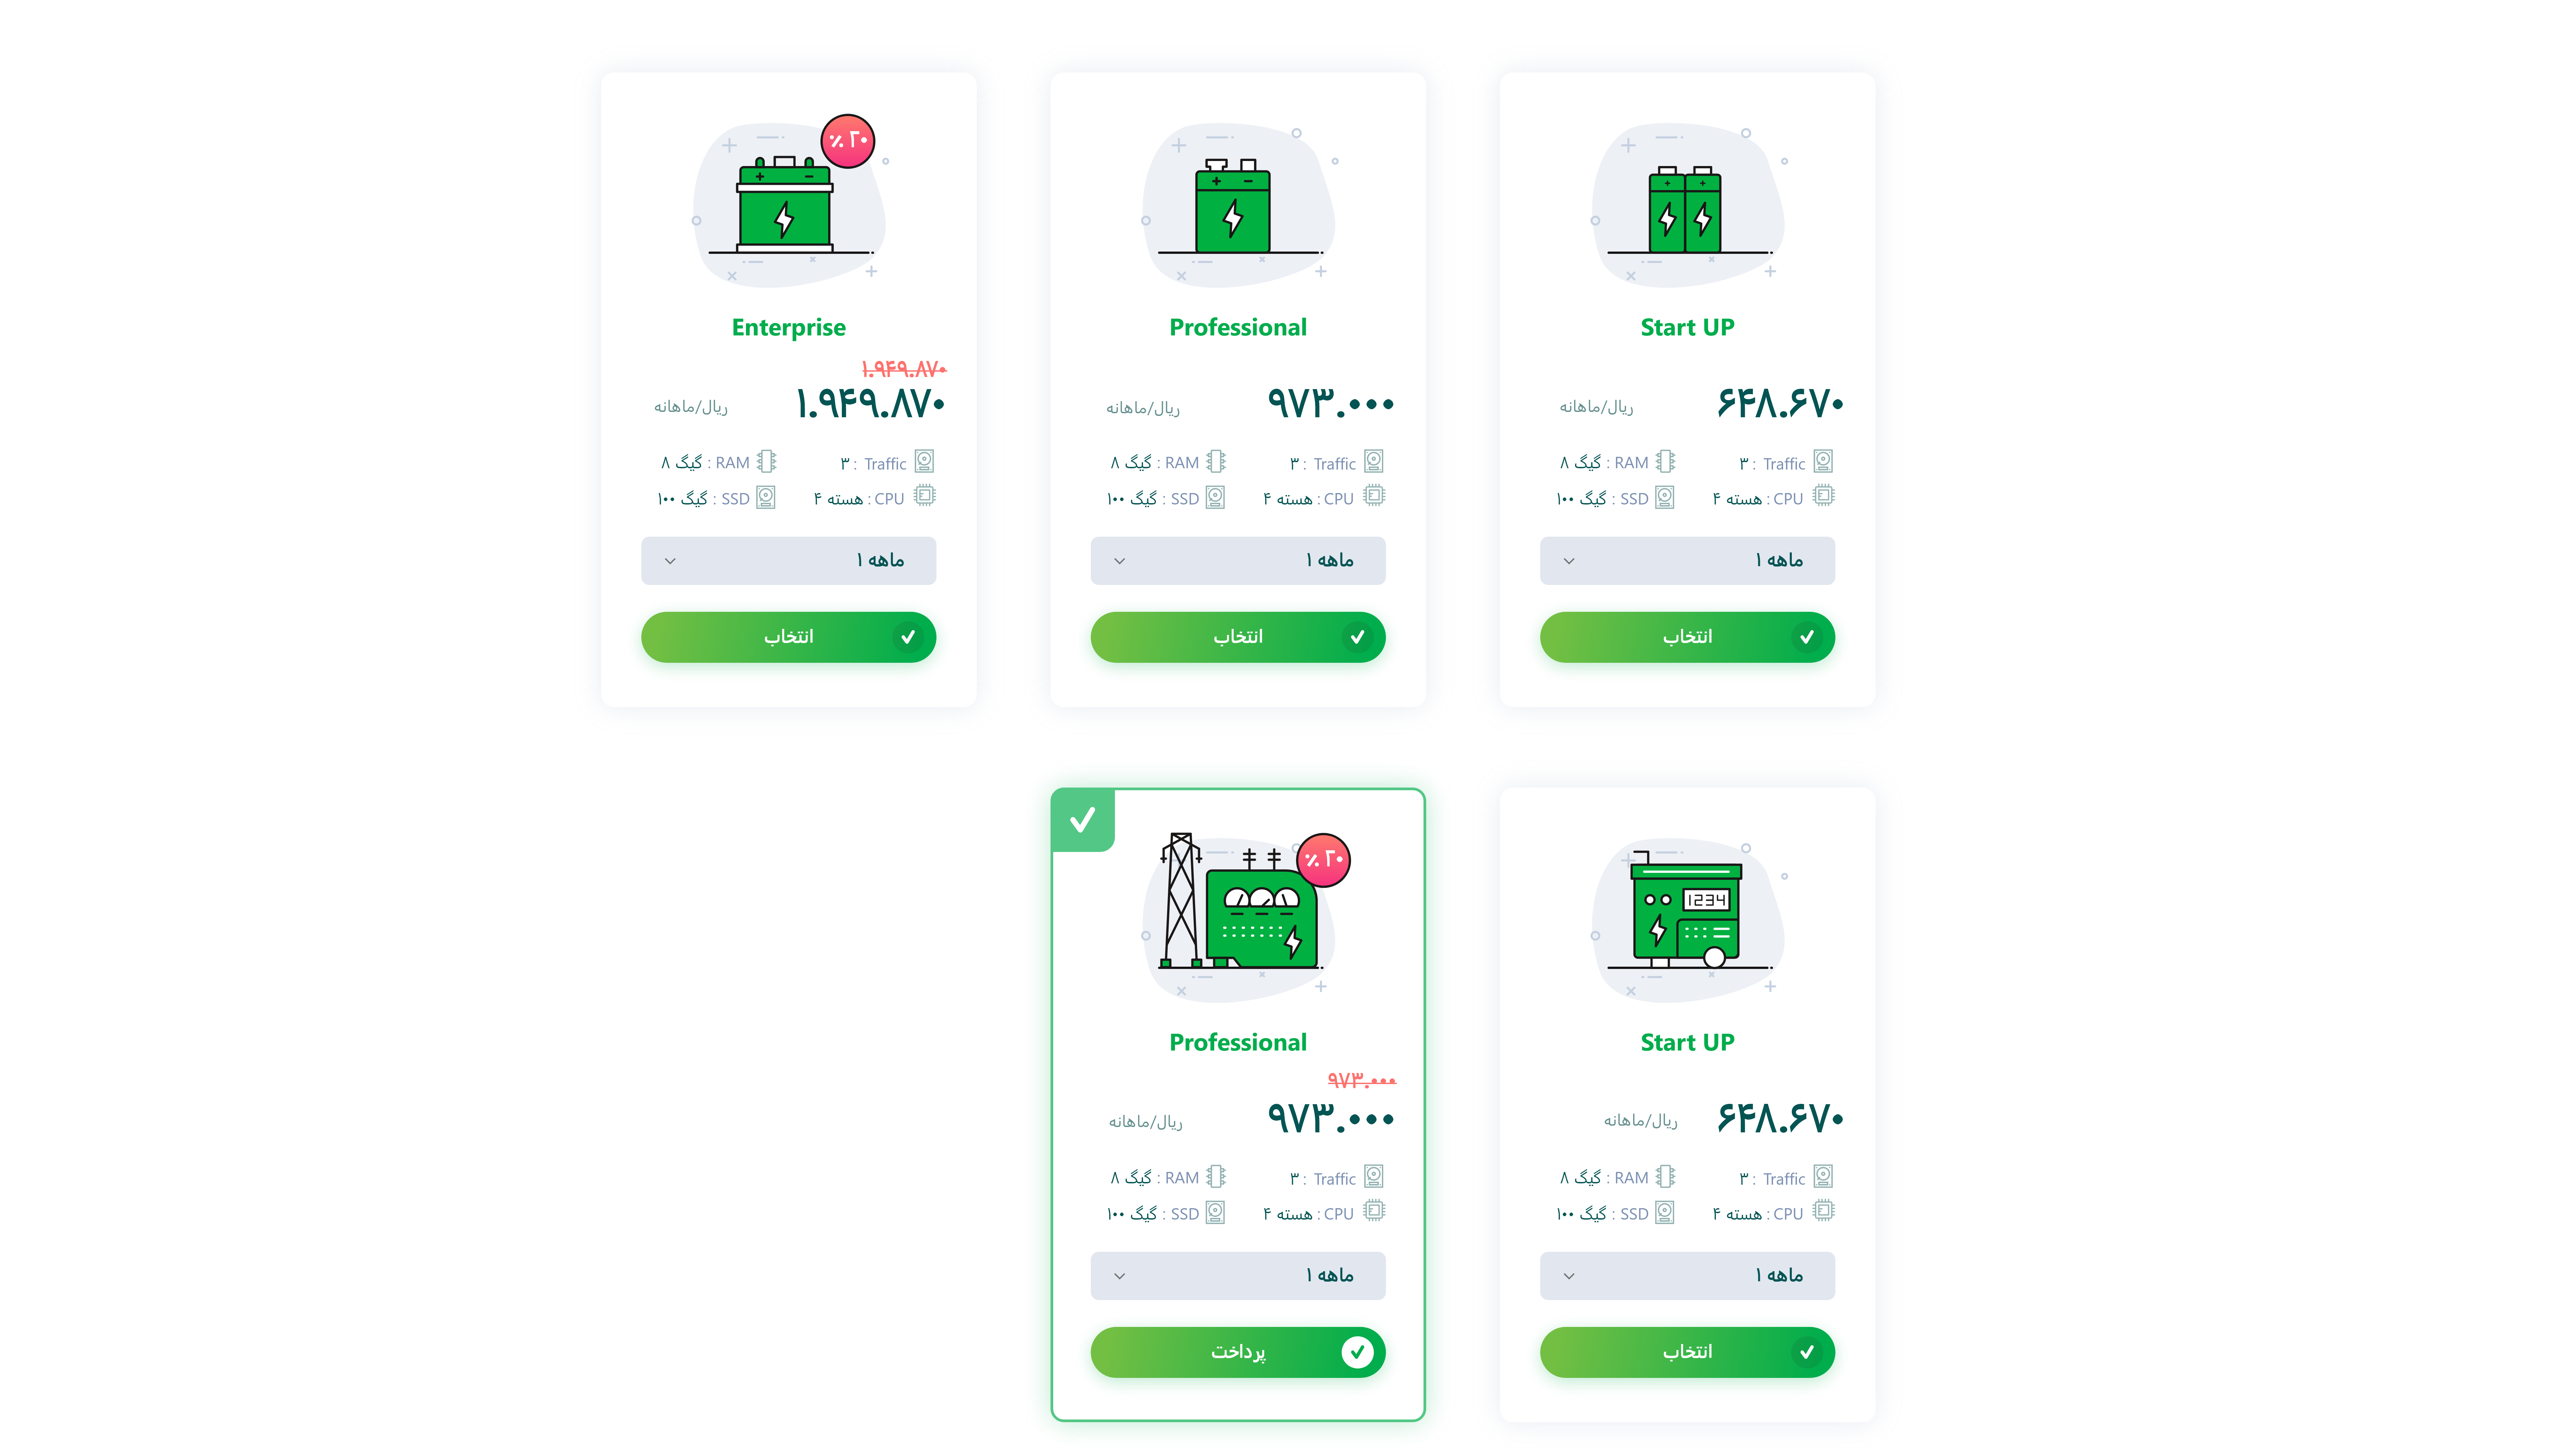 Start UP
۶۴۸.۶۷۰ ریال/ماهانه
Traffic : ۳ RAM : گیگ ۸
CPU : هسته ۴ SSD : گیگ ۱۰۰
ماهه ۱
انتخاب
Professional
۹۷۳.۰۰۰ ریال/ماهانه
Traffic : ۳ RAM : گیگ ۸
CPU : هسته ۴ SSD : گیگ ۱۰۰
ماهه ۱
انتخاب
٪ ۲۰
Enterprise
۱.۹۴۹.۸۷۰
۱.۹۴۹.۸۷۰ ریال/ماهانه
Traffic : ۳ RAM : گیگ ۸
CPU : هسته ۴ SSD : گیگ ۱۰۰
ماهه ۱
انتخاب
1234
Start UP
۶۴۸.۶۷۰ ریال/ماهانه
Traffic : ۳ RAM : گیگ ۸
CPU : هسته ۴ SSD : گیگ ۱۰۰
ماهه ۱
انتخاب
٪ ۳۰
Professional
۹۷۳.۰۰۰
۹۷۳.۰۰۰ ریال/ماهانه
Traffic : ۳ RAM : گیگ ۸
CPU : هسته ۴ SSD : گیگ ۱۰۰
ماهه ۱
پرداخت